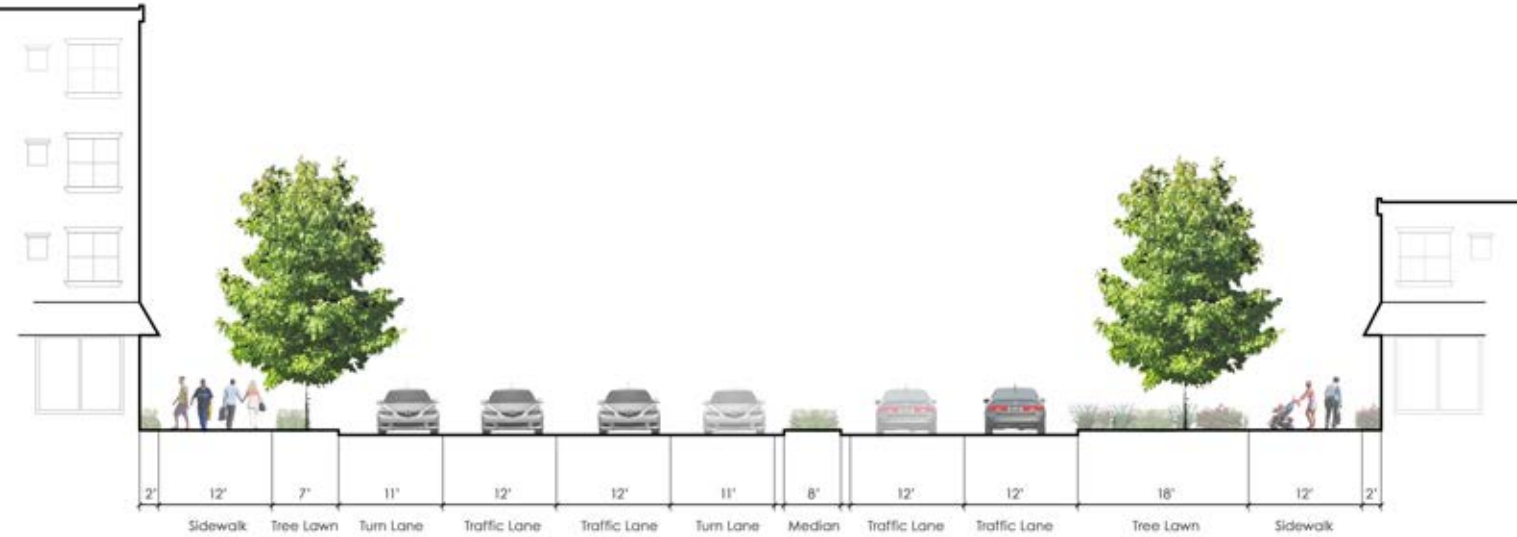 2' 12' 7' 11' 12' 12' 11' 8' 12' 12' 18' 12' 2'
Sidewalk Tree Lawn Turn Lane Traffic Lane Traffic Lane Turn Lane Median Traffic Lane Traffic Lane Tree Lawn Sidewalk